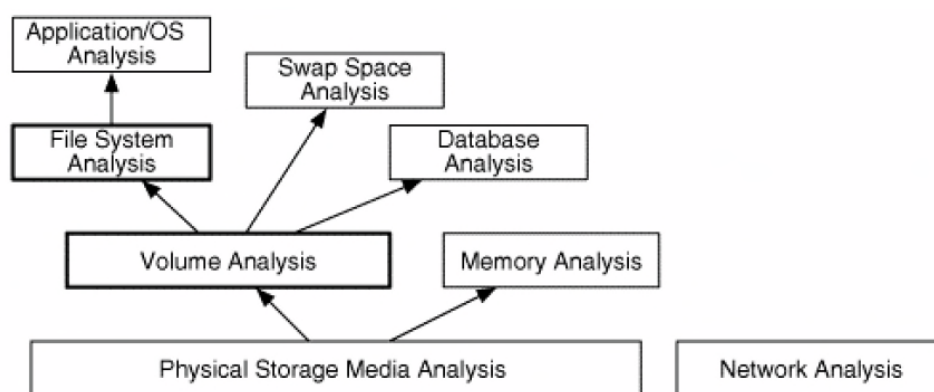 Application/OS
Analysis
Swap Space
Analysis
File System
Analysis
Database
Analysis
Volume Analysis
Memory Analysis
Physical Storage Media Analysis
Network Analysis